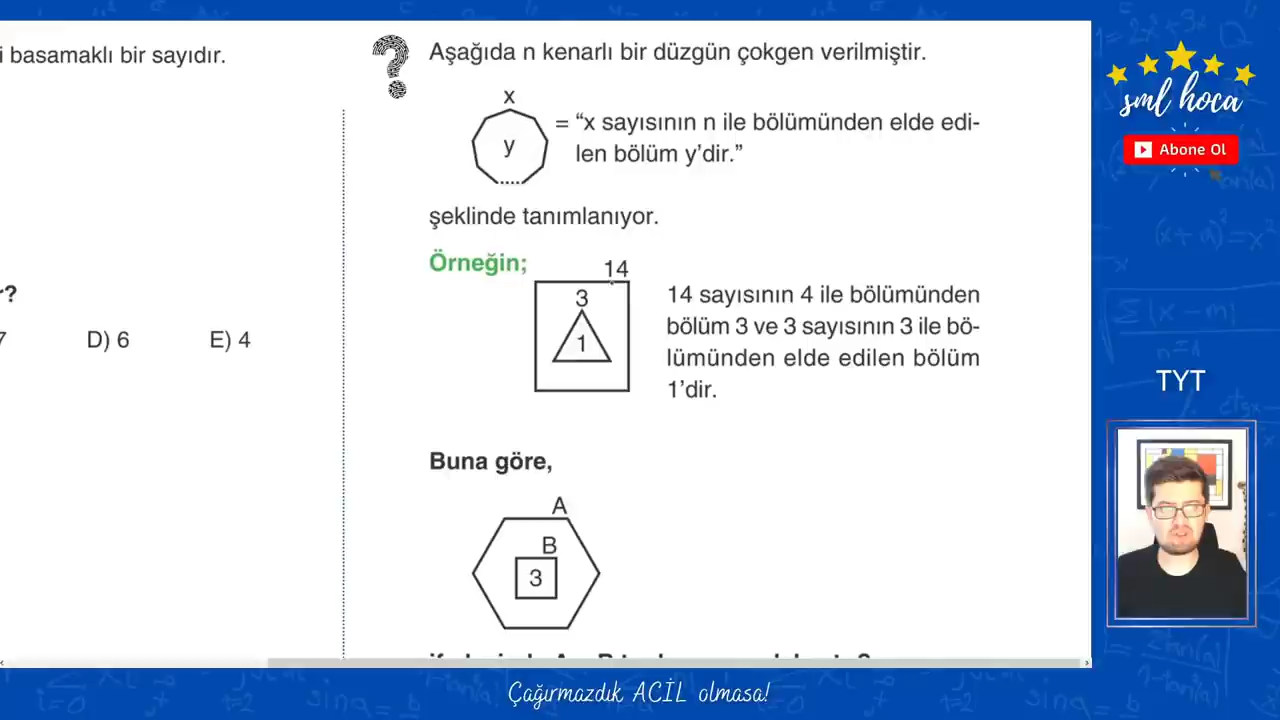 i basamaklı bir sayıdır.
r?
7 D) 6 E) 4
Aşağıda n kenarlı bir düzgün çokgen verilmiştir.
x
y
= “x sayısının n ile bölümünden elde edi-
len bölüm y’dir.”
şeklinde tanımlanıyor.
Örneğin;
14
3
1
14 sayısının 4 ile bölümünden
bölüm 3 ve 3 sayısının 3 ile bö-
lümünden elde edilen bölüm
1’dir.
Buna göre,
A
B
3
sml hoca
Abone Ol
TYT
Çağırmazdık ACİL olmasa!